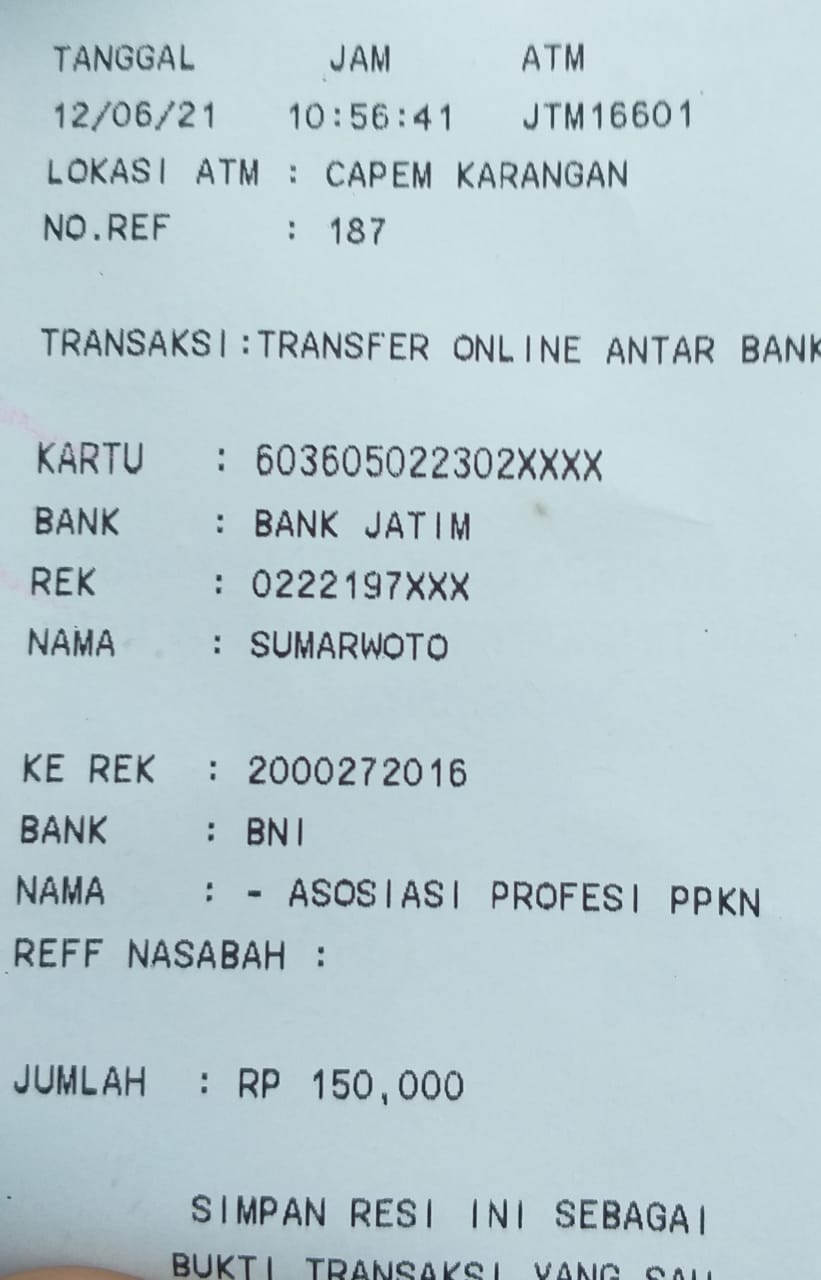 TANGGAL JAM ATM
12/06/21 10:56:41 JTM16601
LOKASI ATM : CAPEM KARANGAN
NO.REF : 187
TRANSAKSI:TRANSFER ONLINE ANTAR BANK
KARTU : 603605022302XXXX
BANK : BANK JATIM
REK : 0222197XXX
NAMA : SUMARWOTO
KE REK : 2000272016
BANK : BNI
NAMA : - ASOSIASI PROFESI PPKN
REFF NASABAH :
JUMLAH : RP 150,000
SIMPAN RESI INI SEBAGAI
BUKTI TRANSAKSI YANG SAH